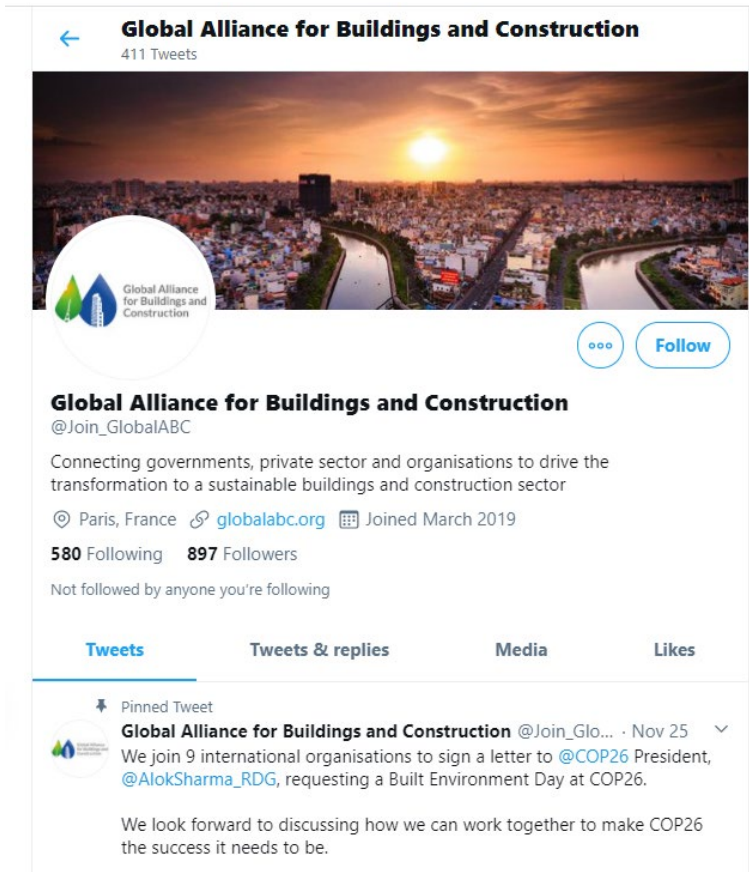 Global Alliance for Buildings and Construction
411 Tweets
Global Alliance
for Buildings and
Construction
Follow
Global Alliance for Buildings and Construction
@Join_GlobalABC
Connecting governments, private sector and organisations to drive the
transformation to a sustainable buildings and construction sector
Paris, France globalabc.org Joined March 2019
580 Following 897 Followers
Not followed by anyone you're following
Tweets Tweets & replies Media Likes
Pinned Tweet
Global Alliance for Buildings and Construction @Join_Glo... · Nov 25
We join 9 international organisations to sign a letter to @COP26 President,
@AlokSharma_RDG, requesting a Built Environment Day at COP26.
We look forward to discussing how we can work together to make COP26
the success it needs to be.